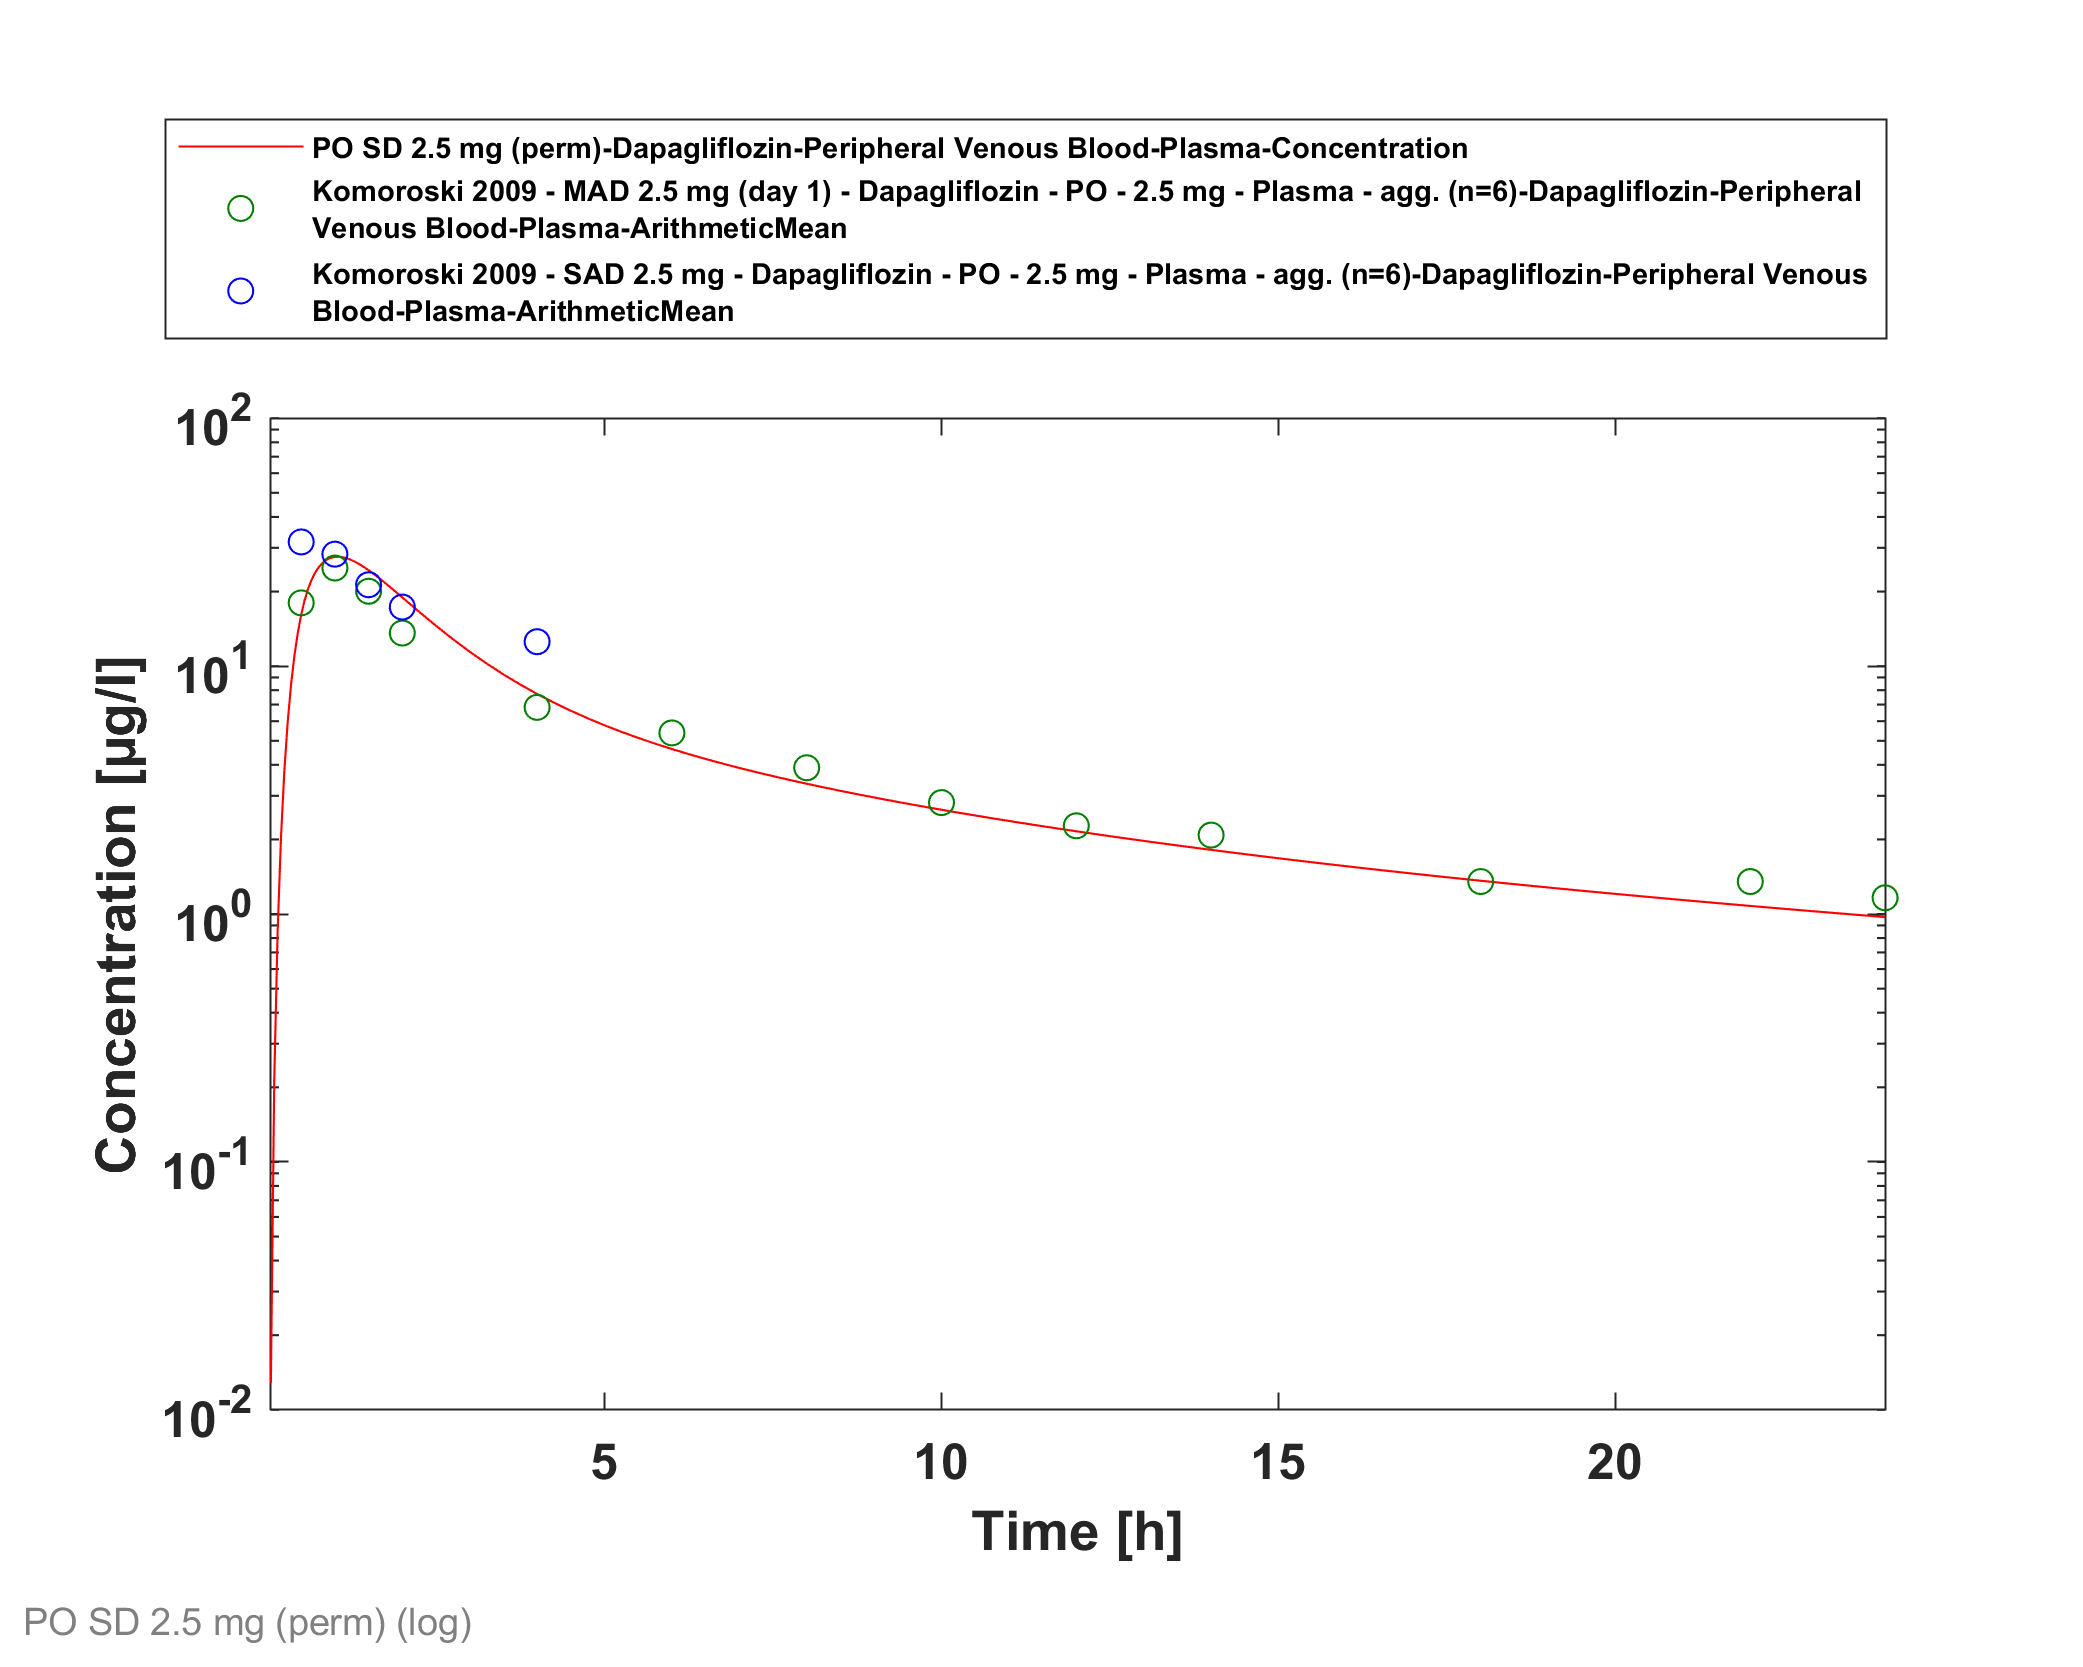 PO SD 2.5 mg (perm)-Dapagliflozin-Peripheral Venous Blood-Plasma-Concentration
Komoroski 2009 - MAD 2.5 mg (day 1) - Dapagliflozin - PO - 2.5 mg - Plasma - agg. (n=6)-Dapagliflozin-Peripheral
Venous Blood-Plasma-ArithmeticMean
Komoroski 2009 - SAD 2.5 mg - Dapagliflozin - PO - 2.5 mg - Plasma - agg. (n=6)-Dapagliflozin-Peripheral Venous
Blood-Plasma-ArithmeticMean
10^2
10^1
10^0
10^-1
10^-2
Concentration [µg/l]
5 10 15 20
Time [h]
PO SD 2.5 mg (perm) (log)